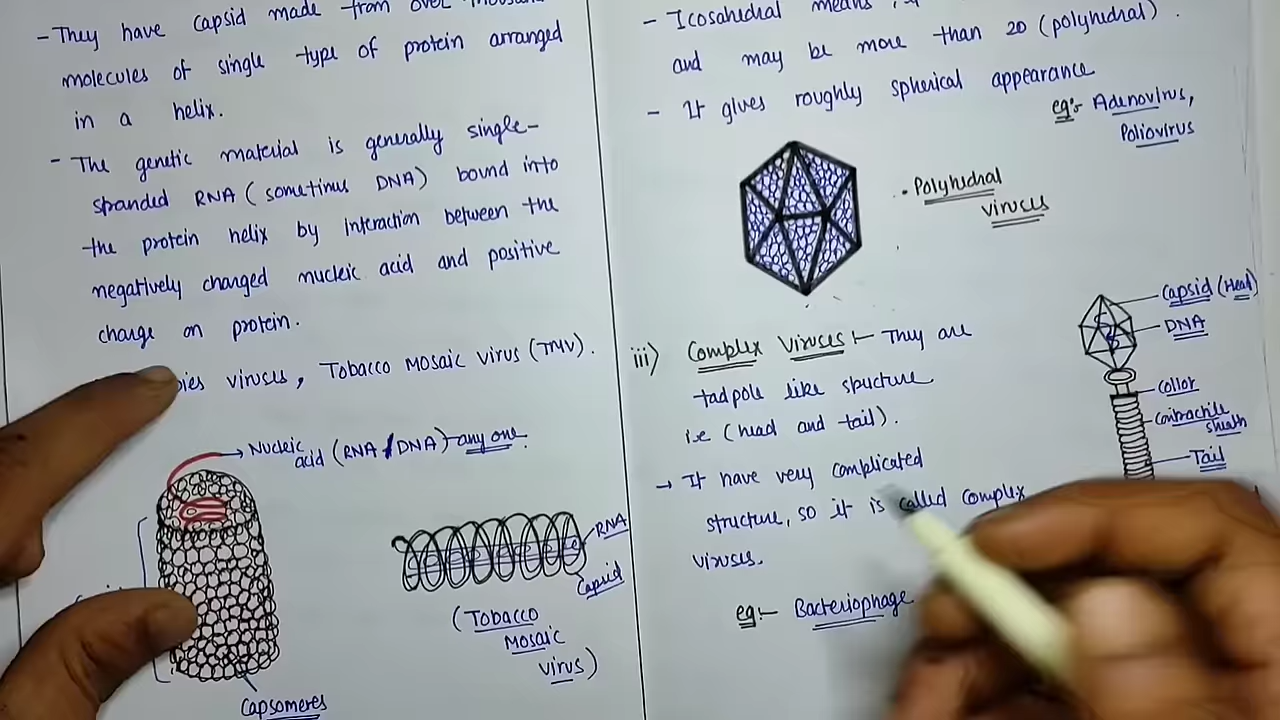 - They have capsid made from over
molecules of single type of protein arranged
in a helix.
- The genetic material is generally single-
stranded RNA (sometimes DNA) bound into
the protein helix by interaction between the
negatively charged nucleic acid and positive
charge on protein.
viruses, Tobacco Mosaic virus (TMV).
Nucleic
acid (RNA/DNA) any one.
Capsomeres
RNA
Capsid
(Tobacco
Mosaic
virus)
- Icosahedral means
and may be more than 20 (polyhedral).
- It gives roughly spherical appearance
eg:- Adenovirus,
Poliovirus
• Polyhedral
viruses
iii) Complex Viruses :- They are
tadpole like structure
i.e (head and tail).
→ It have very complicated
structure, so it is called complex
viruses.
eg:- Bacteriophage
Capsid (Head)
DNA
Collor
Contractile
sheath
Tail